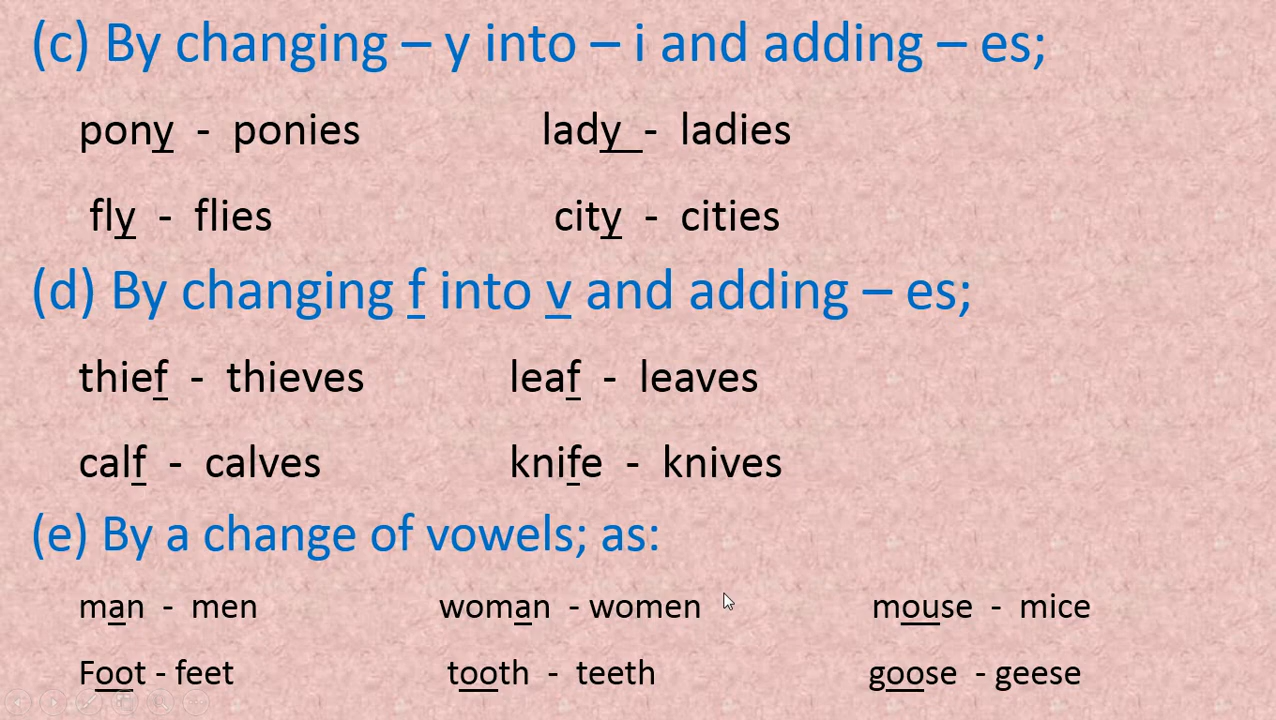 (c) By changing – y into – i and adding – es;
pony - ponies lady - ladies
fly - flies city - cities
(d) By changing f into v and adding – es;
thief - thieves leaf - leaves
calf - calves knife - knives
(e) By a change of vowels; as:
man - men woman - women mouse - mice
Foot - feet tooth - teeth goose - geese